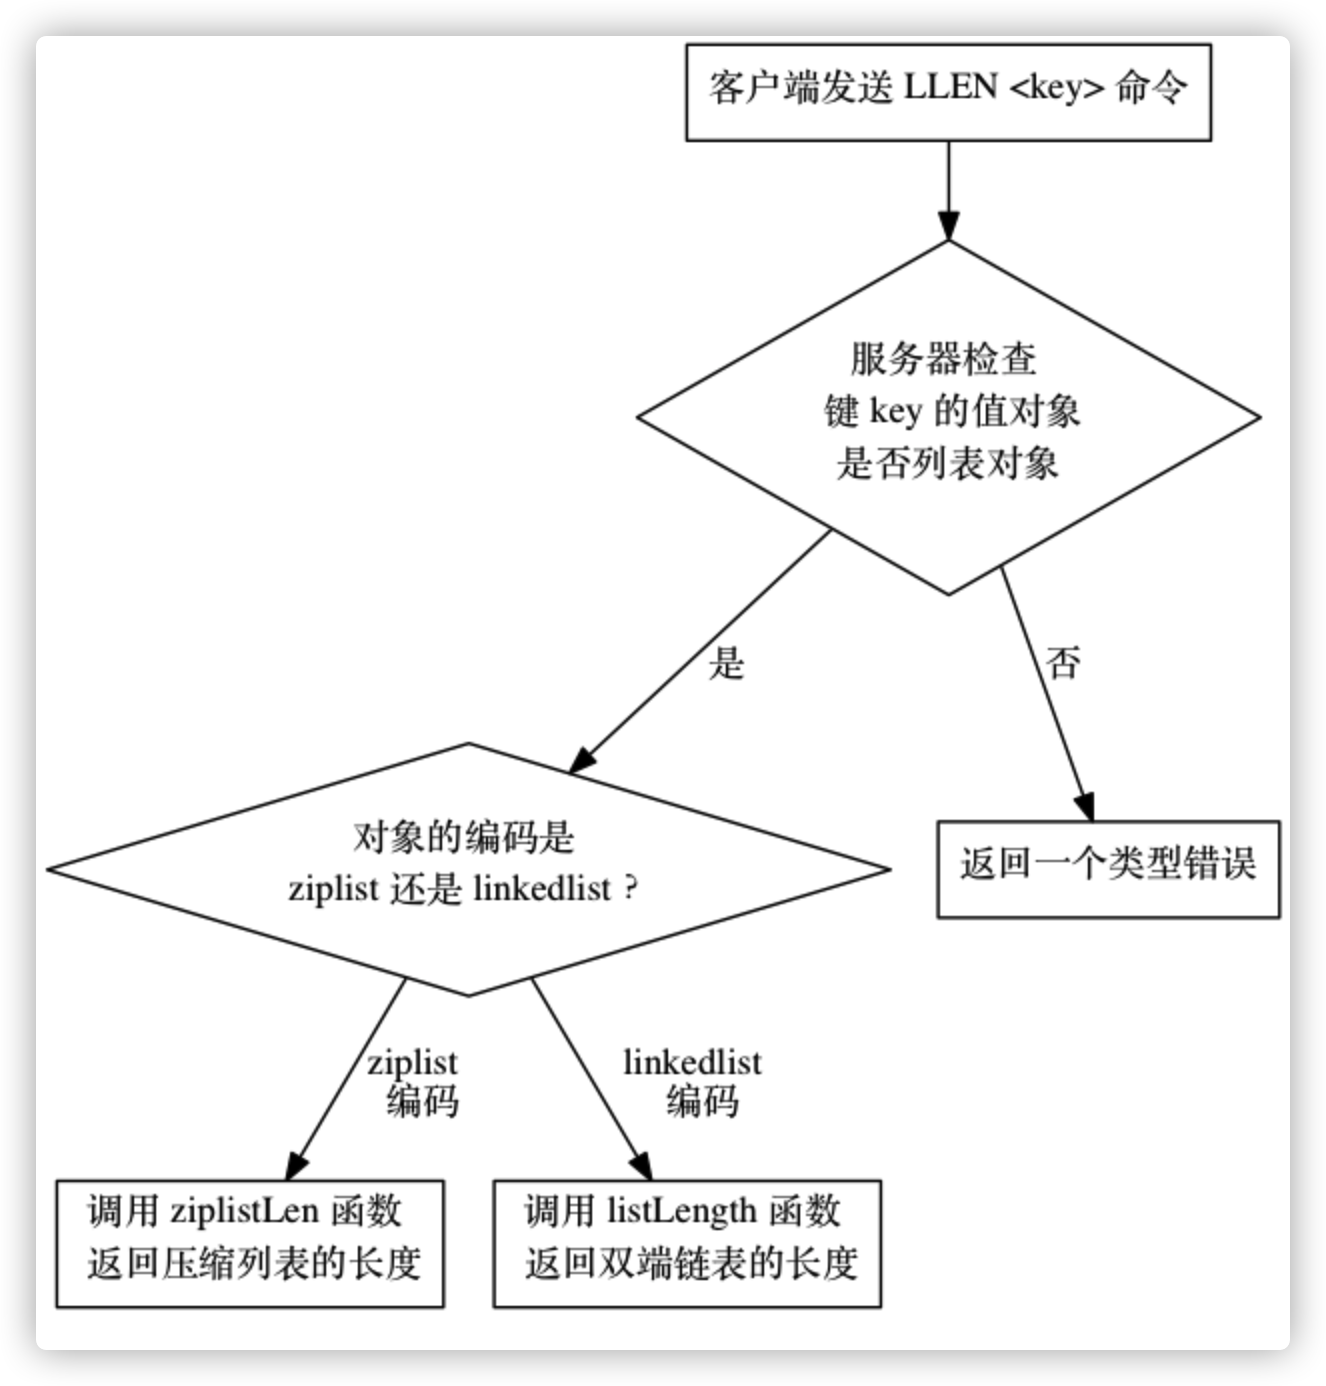 客户端发送 LLEN <key> 命令
服务器检查
键 key 的值对象
是否列表对象
是
否
对象的编码是
ziplist 还是 linkedlist ?
返回一个类型错误
ziplist
编码
linkedlist
编码
调用 ziplistLen 函数
返回压缩列表的长度
调用 listLength 函数
返回双端链表的长度